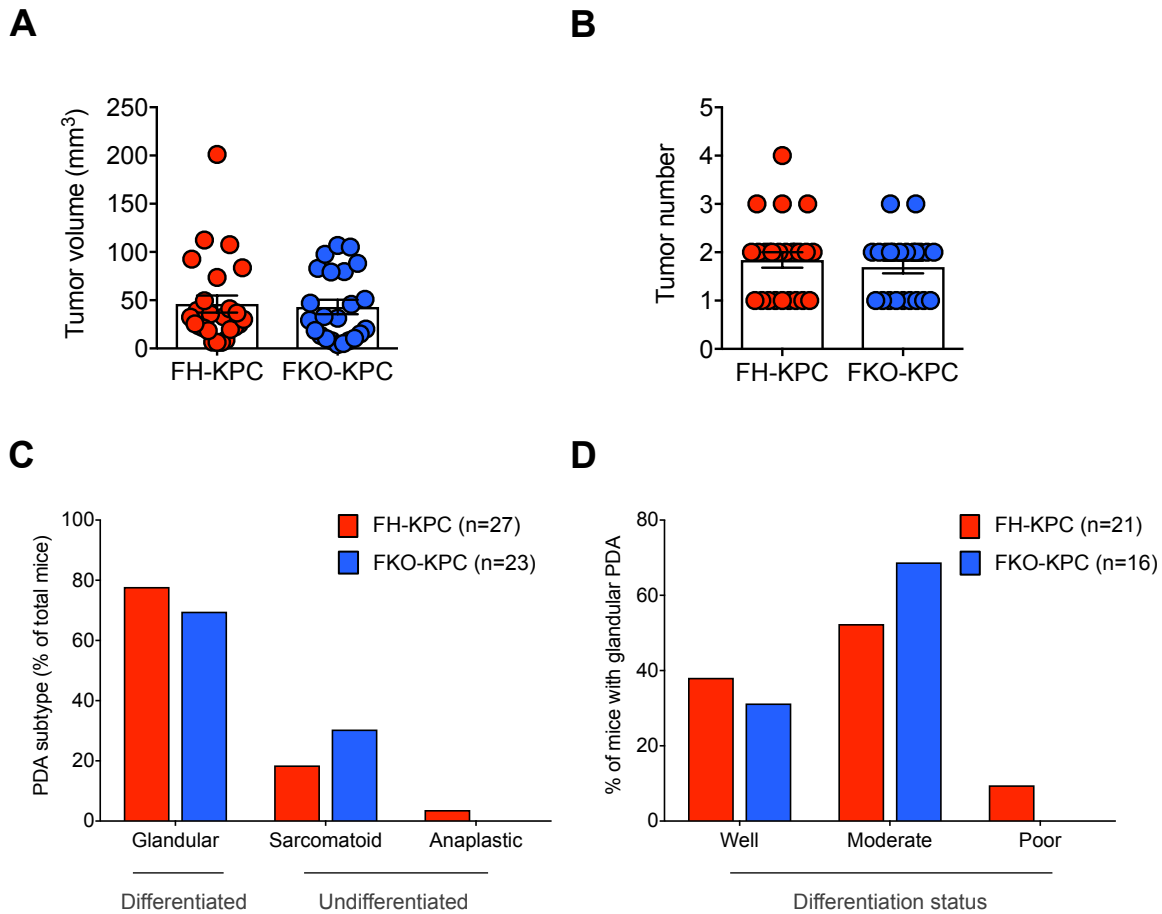 A
Tumor volume (mm³)
250
200
150
100
50
0
FH-KPC FKO-KPC
B
Tumor number
5
4
3
2
1
0
FH-KPC FKO-KPC
C
PDA subtype (% of total mice)
100
80
60
40
20
0
FH-KPC (n=27)
FKO-KPC (n=23)
Glandular Sarcomatoid Anaplastic
Differentiated Undifferentiated
D
% of mice with glandular PDA
80
60
40
20
0
FH-KPC (n=21)
FKO-KPC (n=16)
Well Moderate Poor
Differentiation status